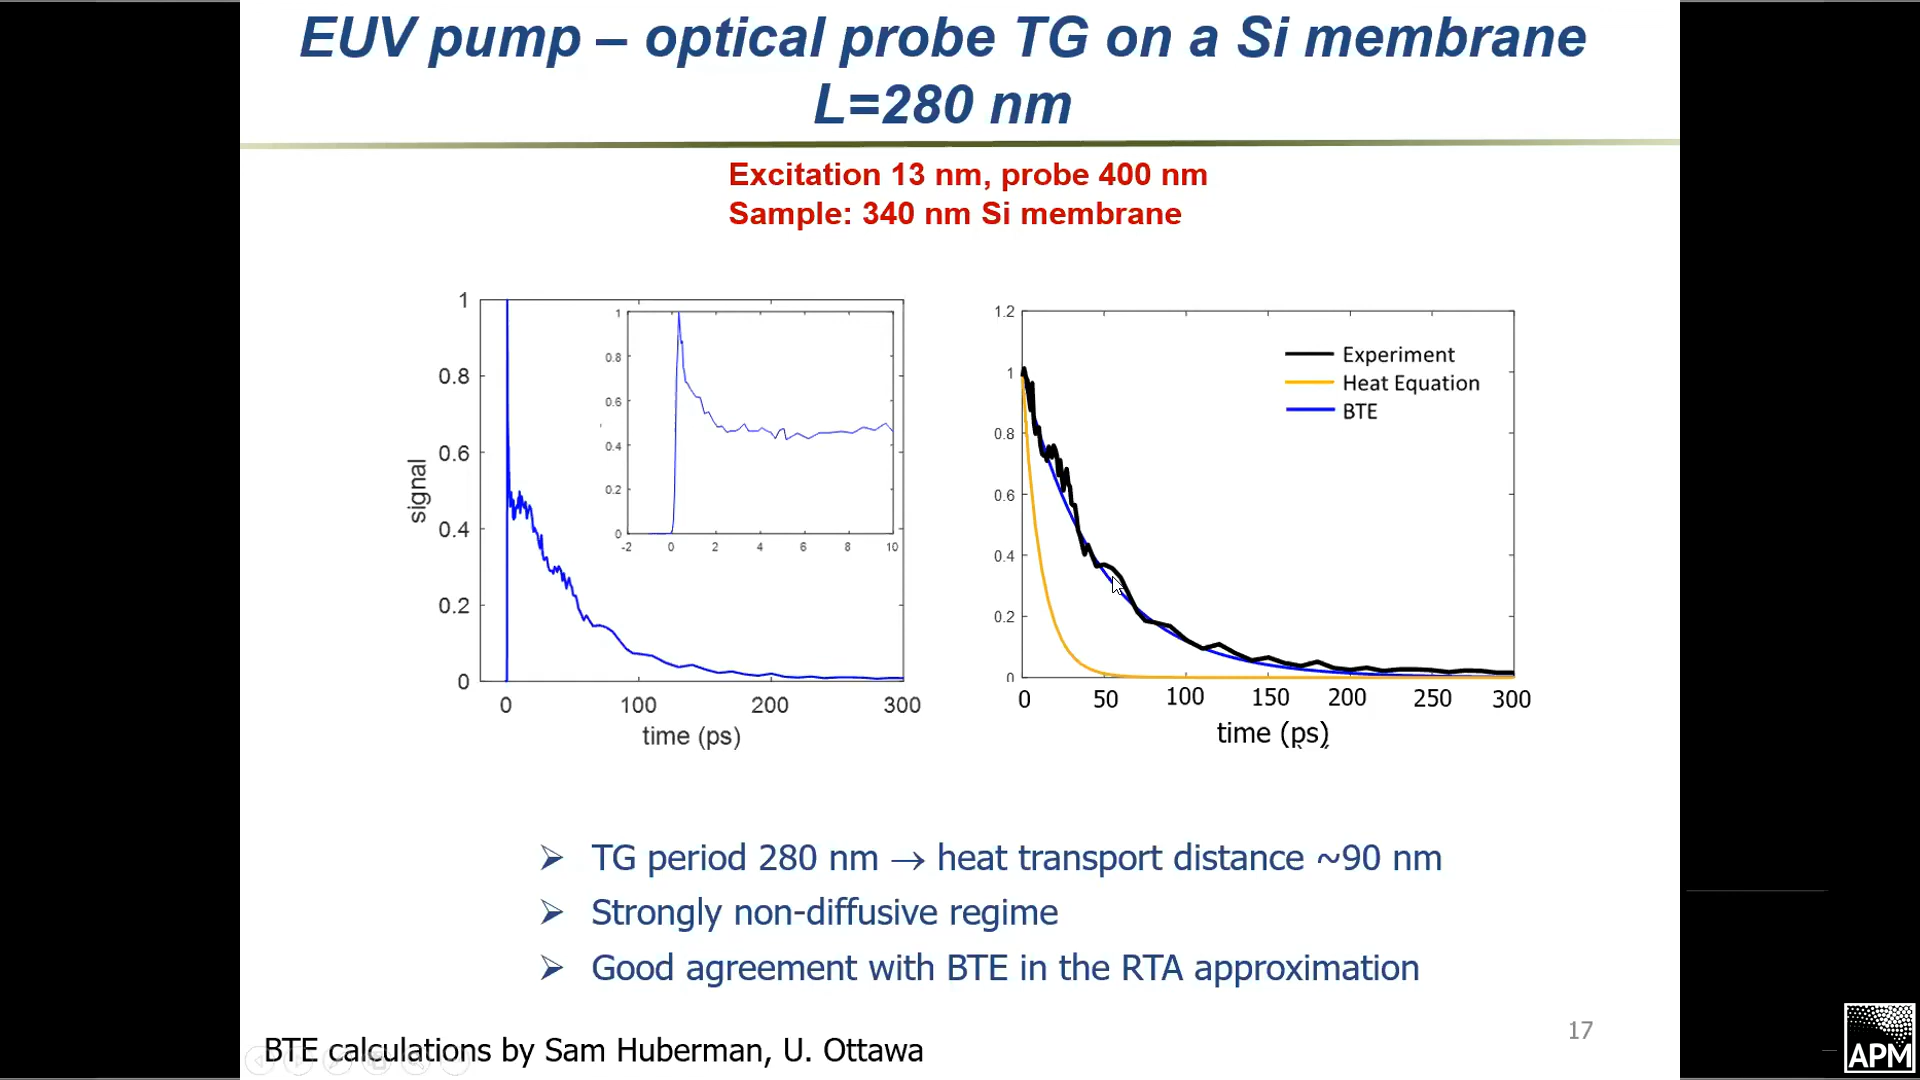 EUV pump – optical probe TG on a Si membrane
L=280 nm
Excitation 13 nm, probe 400 nm
Sample: 340 nm Si membrane
1
0.8
0.6
0.4
0.2
0
signal
0
100
200
300
time (ps)
1
0.8
0.6
0.4
0.2
0
-2
0
2
4
6
8
10
1.2
1
0.8
0.6
0.4
0.2
0
Experiment
Heat Equation
BTE
0
50
100
150
200
250
300
time (ps)
➢ TG period 280 nm → heat transport distance ~90 nm
➢ Strongly non-diffusive regime
➢ Good agreement with BTE in the RTA approximation
17
BTE calculations by Sam Huberman, U. Ottawa
APM